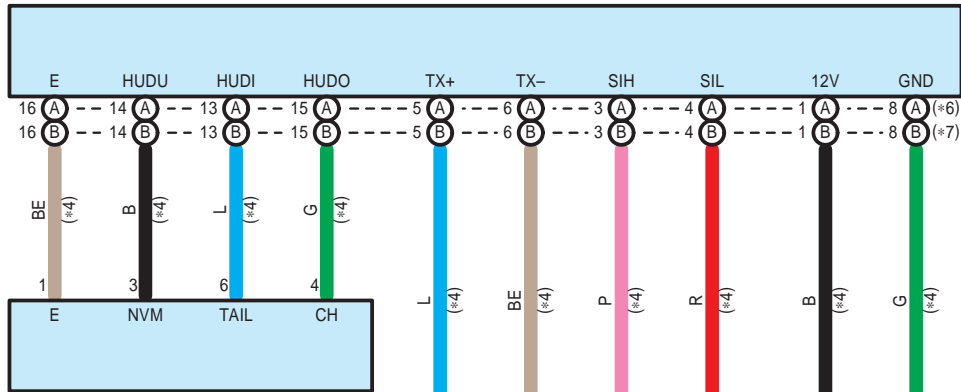 E HUDU HUDI HUDO TX+ TX– SIH SIL 12V GND
16 A 14 A 13 A 15 A 5 A 6 A 3 A 4 A 1 A 8 A (*6)
16 B 14 B 13 B 15 B 5 B 6 B 3 B 4 B 1 B 8 B (*7)
BE (*4) B (*4) L (*4) G (*4)
1 3 6 4
L (*4) BE (*4) P (*4) R (*4) B (*4) G (*4)
E NVM TAIL CH